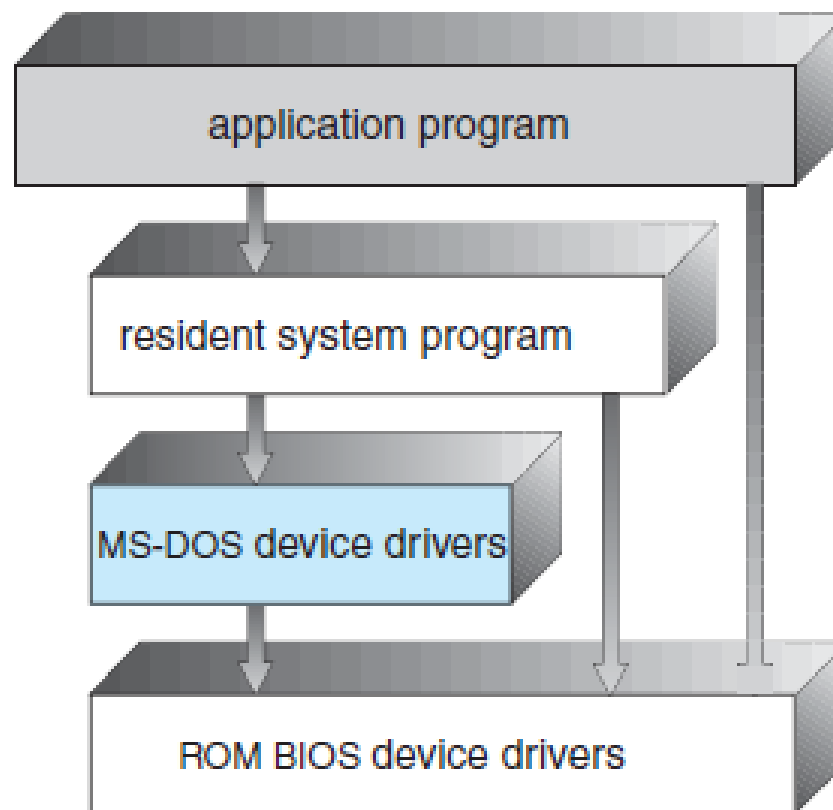 application program
resident system program
MS-DOS device drivers
ROM BIOS device drivers